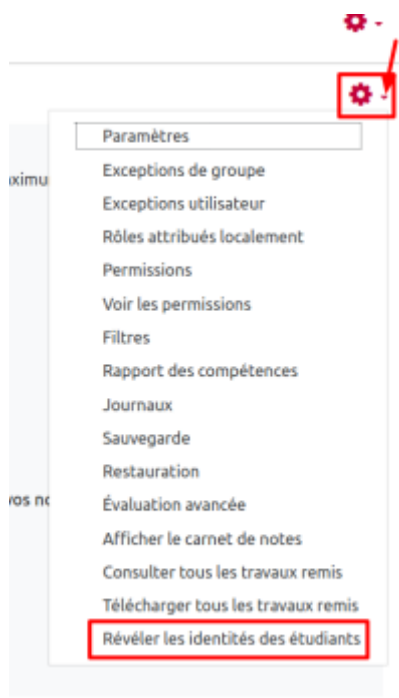 Paramètres
Exceptions de groupe
Exceptions utilisateur
Rôles attribués localement
Permissions
Voir les permissions
Filtres
Rapport des compétences
Journaux
Sauvegarde
Restauration
vos
Évaluation avancée
Afficher le carnet de notes
Consulter tous les travaux remis
Télécharger tous les travaux remis
Révéler les identités des étudiants